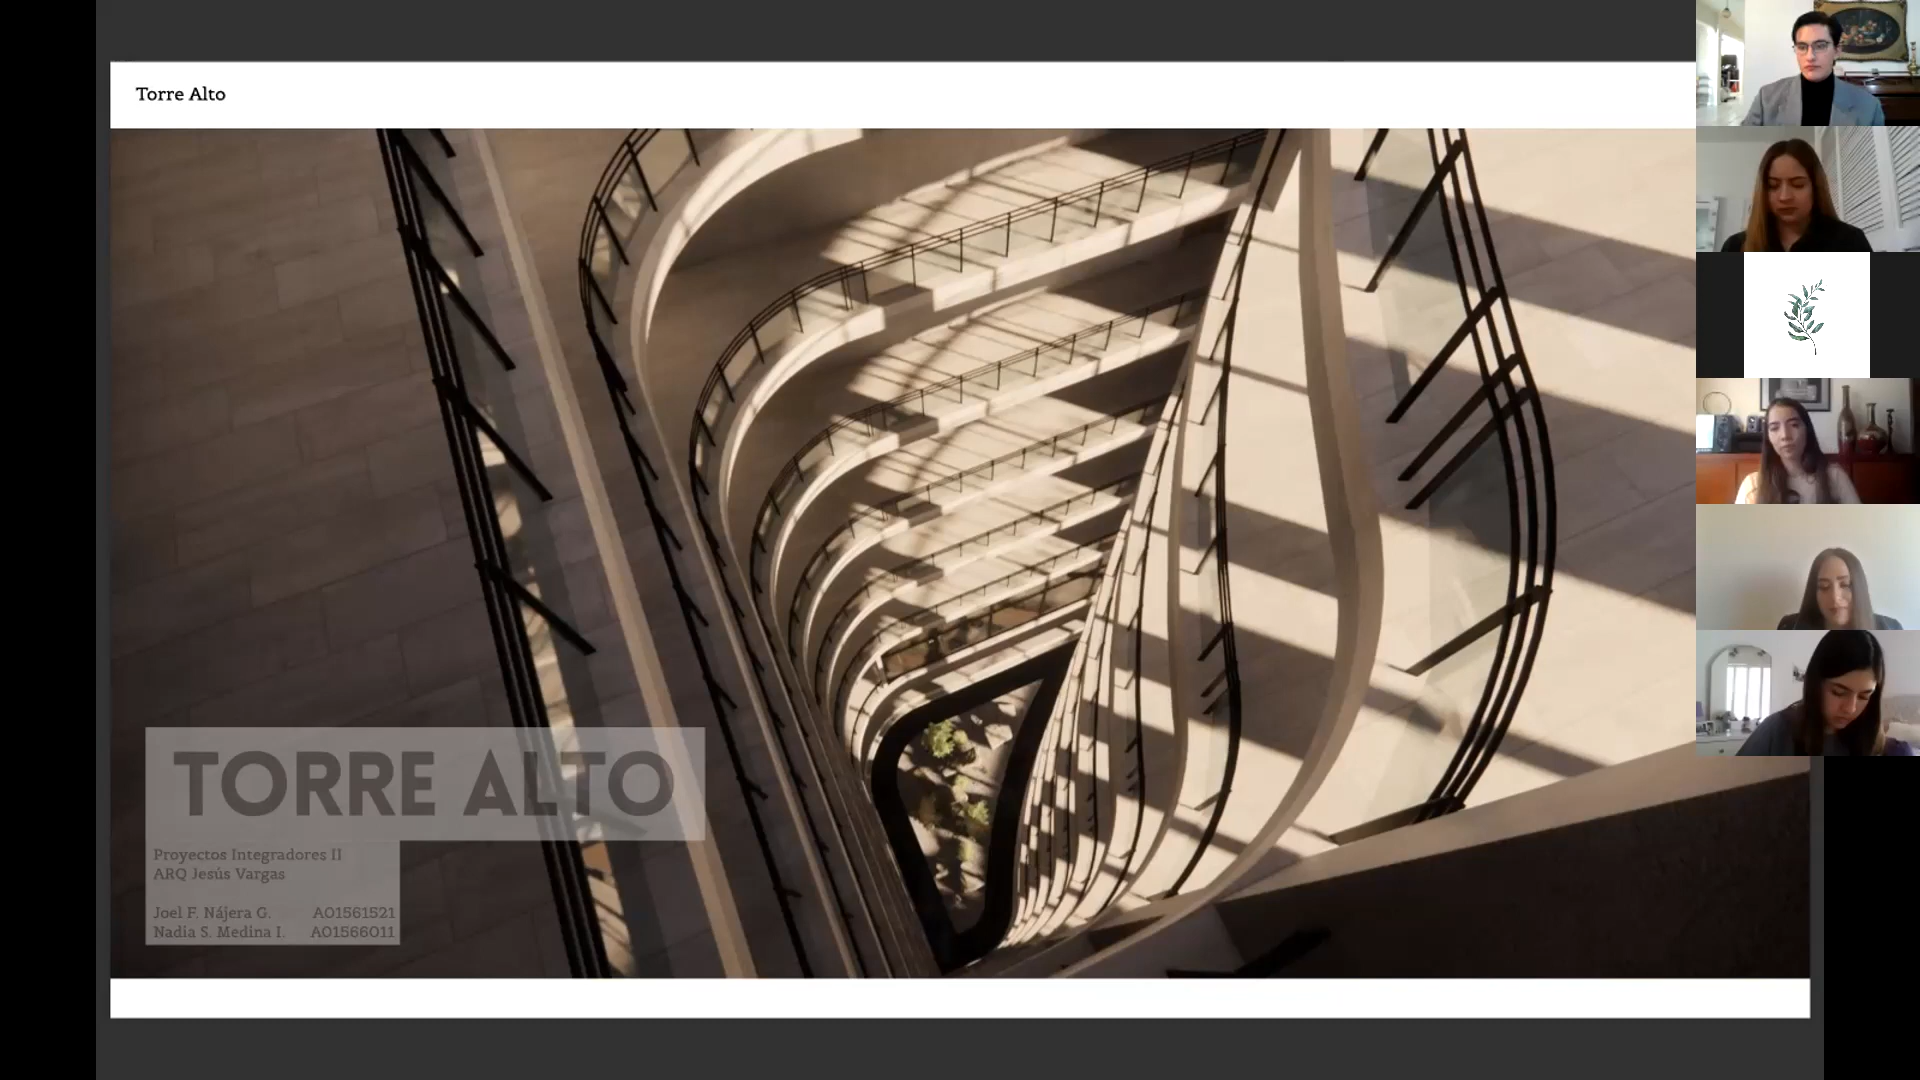 Torre Alto
TORRE ALTO
Proyectos Integradores II
ARQ Jesús Vargas
Joel F. Nájera G. A01561521
Nadia S. Medina I. A01566011